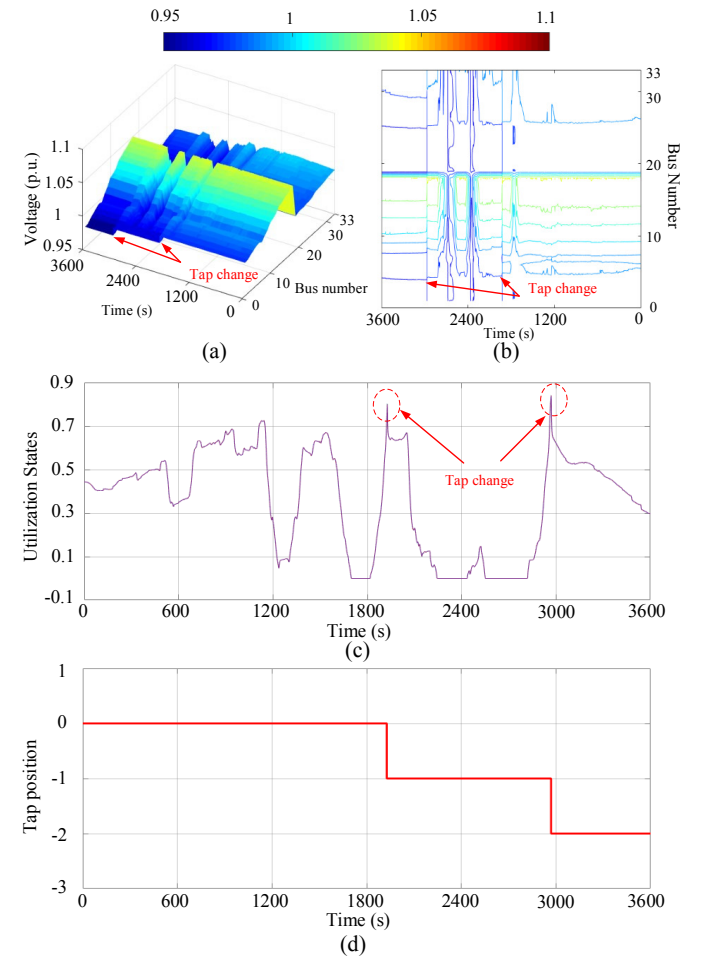 0.95 1 1.05 1.1
1.1
1.05
1
0.95
Voltage (p.u.)
3600 2400 1200 0
Time (s)
0 10 20 30 33
Bus number
Tap change
(a)
33
30
20
10
0
Bus Number
Tap change
3600 2400 1200 0
Time (s)
(b)
0.9
0.7
0.5
0.3
0.1
-0.1
Utilization States
Tap change
0 600 1200 1800 2400 3000 3600
Time (s)
(c)
1
0
-1
-2
-3
Tap position
0 600 1200 1800 2400 3000 3600
Time (s)
(d)